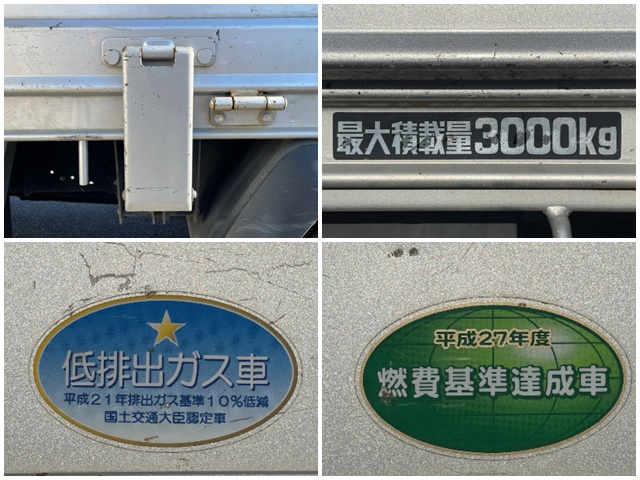 最大積載量3000kg
低排出ガス車
平成21年排出ガス基準10%低減
国土交通大臣認定車
平成27年度
燃費基準達成車